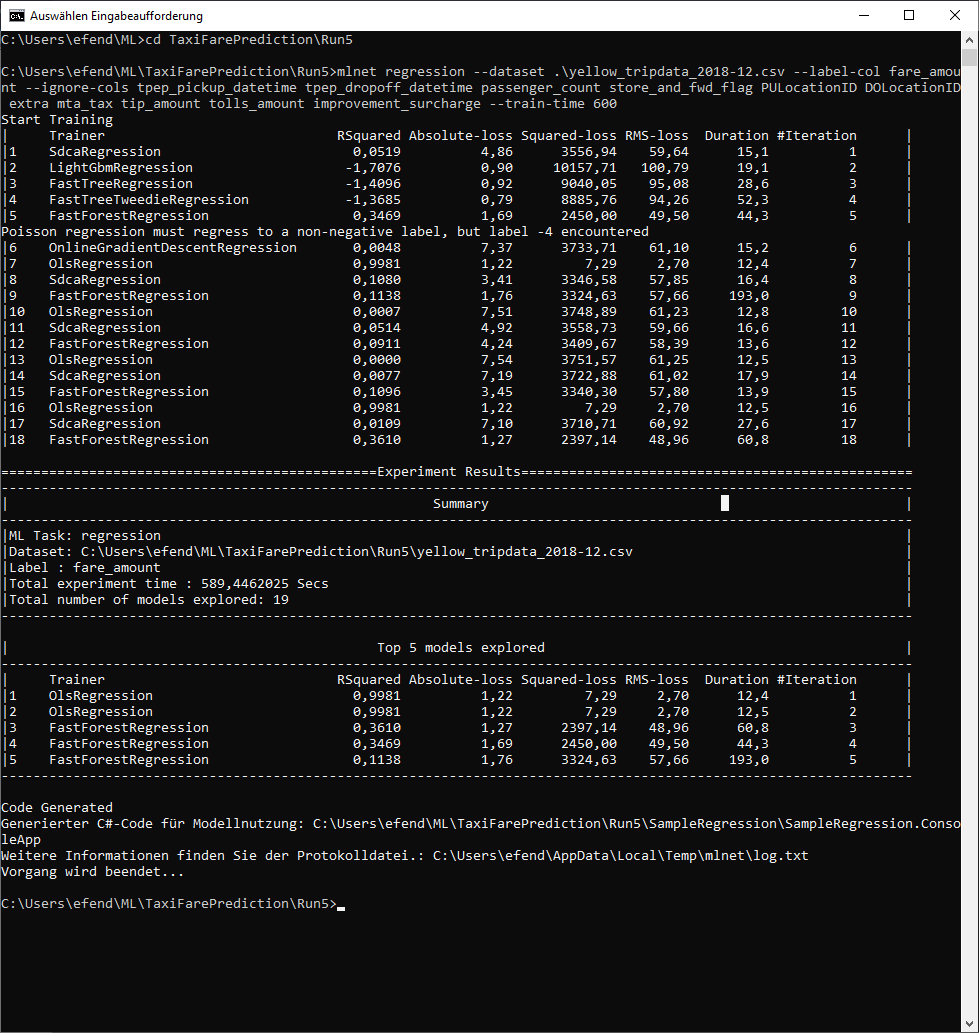 Auswählen Eingabeaufforderung
C:\Users\efend\ML>cd TaxiFarePrediction\Run5
C:\Users\efend\ML\TaxiFarePrediction\Run5>mlnet regression --dataset .\yellow_tripdata_2018-12.csv --label-col fare_amou
nt --ignore-cols tpep_pickup_datetime tpep_dropoff_datetime passenger_count store_and_fwd_flag PULocationID DOLocationID
extra mta_tax tip_amount tolls_amount improvement_surcharge --train-time 600
Start Training
| Trainer RSquared Absolute-loss Squared-loss RMS-loss Duration #Iteration |
|1 SdcaRegression 0,0519 4,86 3556,94 59,64 15,1 1 |
|2 LightGbmRegression -1,7076 0,90 10157,71 100,79 19,1 2 |
|3 FastTreeRegression -1,4096 0,92 9040,05 95,08 28,6 3 |
|4 FastTreeTweedieRegression -1,3685 0,79 8885,76 94,26 52,3 4 |
|5 FastForestRegression 0,3469 1,69 2450,00 49,50 44,3 5 |
Poisson regression must regress to a non-negative label, but label -4 encountered
|6 OnlineGradientDescentRegression 0,0048 7,37 3733,71 61,10 15,2 6 |
|7 OlsRegression 0,9981 1,22 7,29 2,70 12,4 7 |
|8 SdcaRegression 0,1080 3,41 3346,58 57,85 16,4 8 |
|9 FastForestRegression 0,1138 1,76 3324,63 57,66 193,0 9 |
|10 OlsRegression 0,0007 7,51 3748,89 61,23 12,8 10 |
|11 SdcaRegression 0,0514 4,92 3558,73 59,66 16,6 11 |
|12 FastForestRegression 0,0911 4,24 3409,67 58,39 13,6 12 |
|13 OlsRegression 0,0000 7,54 3751,57 61,25 12,5 13 |
|14 SdcaRegression 0,0077 7,19 3722,88 61,02 17,9 14 |
|15 FastForestRegression 0,1096 3,45 3340,30 57,80 13,9 15 |
|16 OlsRegression 0,9981 1,22 7,29 2,70 12,5 16 |
|17 SdcaRegression 0,0109 7,10 3710,71 60,92 27,6 17 |
|18 FastForestRegression 0,3610 1,27 2397,14 48,96 60,8 18 |
===============================================Experiment Results=================================================
------------------------------------------------------------------------------------------------------------------
| Summary |
------------------------------------------------------------------------------------------------------------------
|ML Task: regression |
|Dataset: C:\Users\efend\ML\TaxiFarePrediction\Run5\yellow_tripdata_2018-12.csv |
|Label : fare_amount |
|Total experiment time : 589,4462025 Secs |
|Total number of models explored: 19 |
------------------------------------------------------------------------------------------------------------------
| Top 5 models explored |
------------------------------------------------------------------------------------------------------------------
| Trainer RSquared Absolute-loss Squared-loss RMS-loss Duration #Iteration |
|1 OlsRegression 0,9981 1,22 7,29 2,70 12,4 1 |
|2 OlsRegression 0,9981 1,22 7,29 2,70 12,5 2 |
|3 FastForestRegression 0,3610 1,27 2397,14 48,96 60,8 3 |
|4 FastForestRegression 0,3469 1,69 2450,00 49,50 44,3 4 |
|5 FastForestRegression 0,1138 1,76 3324,63 57,66 193,0 5 |
------------------------------------------------------------------------------------------------------------------
Code Generated
Generierter C#-Code für Modellnutzung: C:\Users\efend\ML\TaxiFarePrediction\Run5\SampleRegression\SampleRegression.Conso
leApp
Weitere Informationen finden Sie der Protokolldatei.: C:\Users\efend\AppData\Local\Temp\mlnet\log.txt
Vorgang wird beendet...
C:\Users\efend\ML\TaxiFarePrediction\Run5>